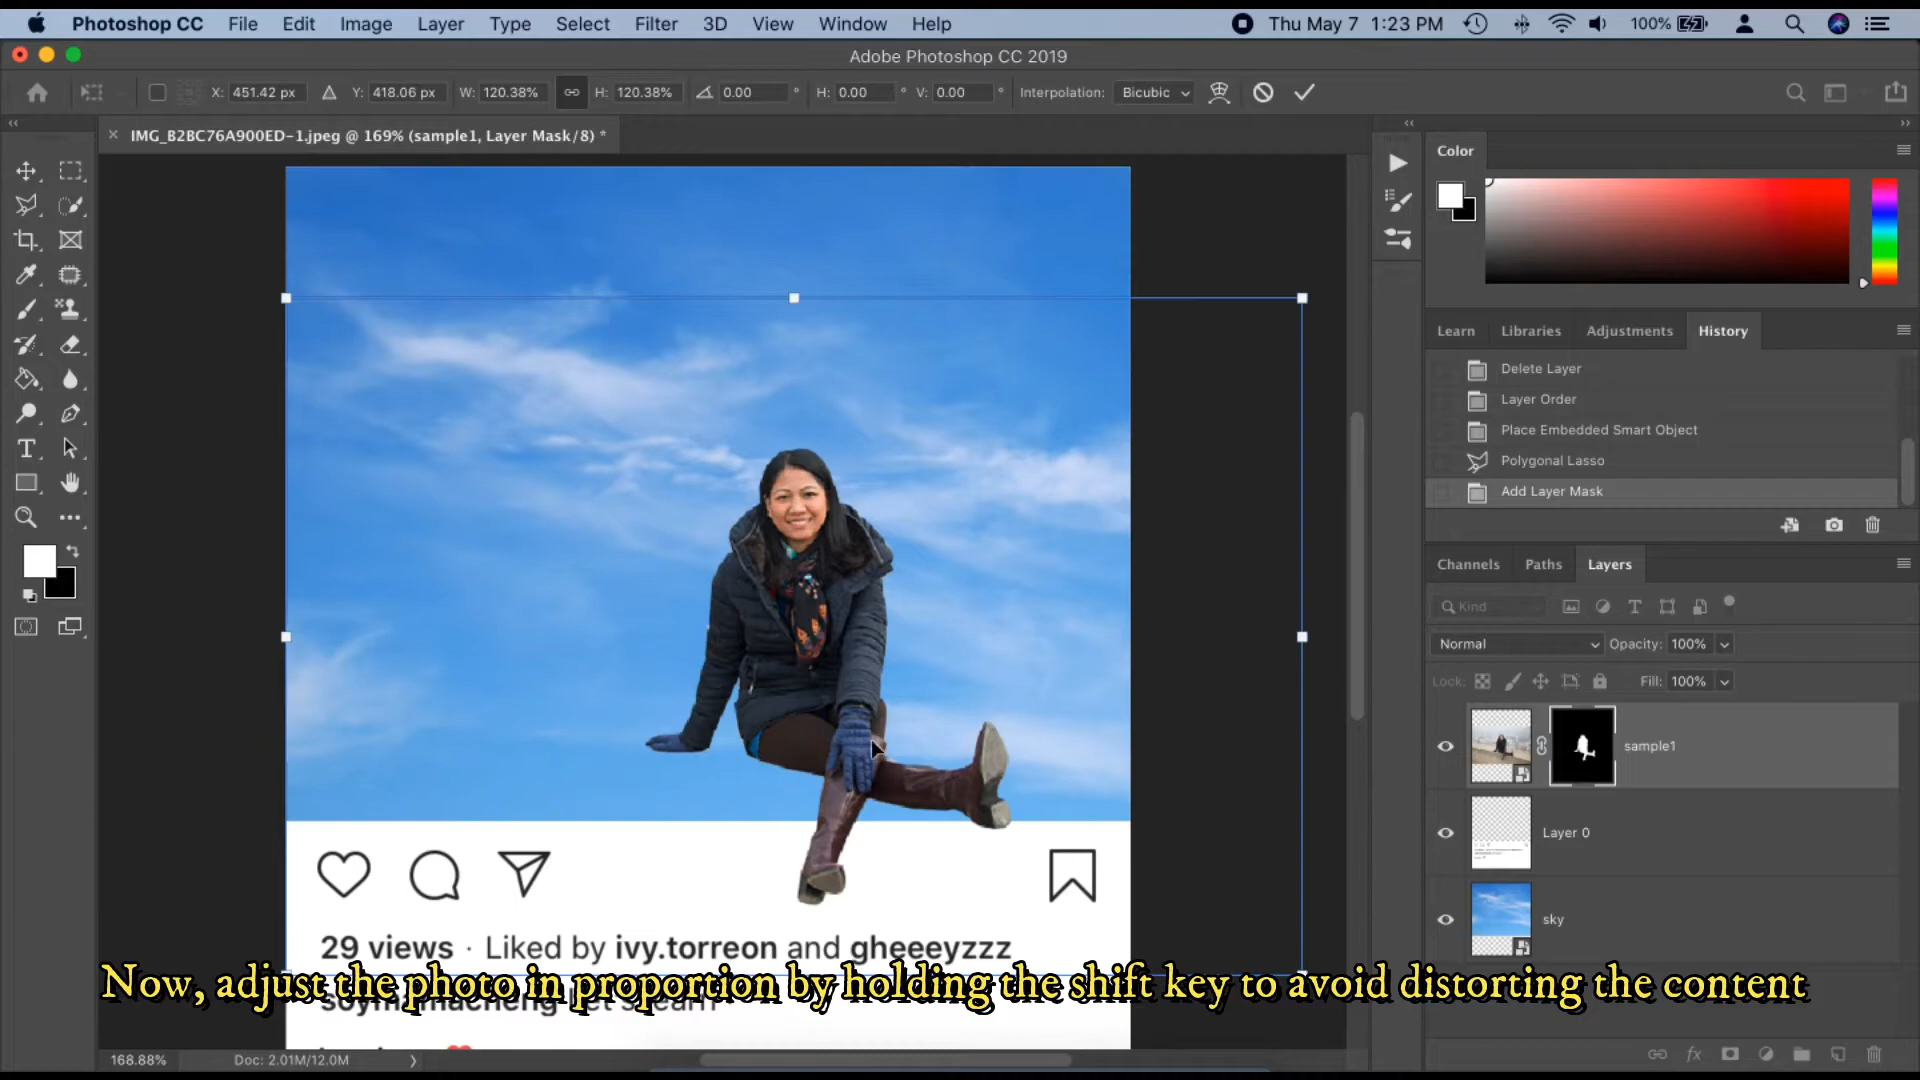 Photoshop CC File Edit Image Layer Type Select Filter 3D View Window Help Thu May 7 1:23 PM 100%
Adobe Photoshop CC 2019
X: 451.42 px Y: 418.06 px W: 120.38% H: 120.38% 0.00 ° H: 0.00 ° V: 0.00 ° Interpolation: Bicubic
IMG_B2BC76A900ED-1.jpeg @ 169% (sample1, Layer Mask/8) *
Color
Learn Libraries Adjustments History
Delete Layer
Layer Order
Place Embedded Smart Object
Polygonal Lasso
Add Layer Mask
Channels Paths Layers
Kind
Normal Opacity: 100%
Lock: Fill: 100%
sample1
Layer 0
sky
29 views · Liked by ivy.torreon and gheeeyzzz
Now, adjust the photo in proportion by holding the shift key to avoid distorting the content
168.88% Doc: 2.01M/12.0M